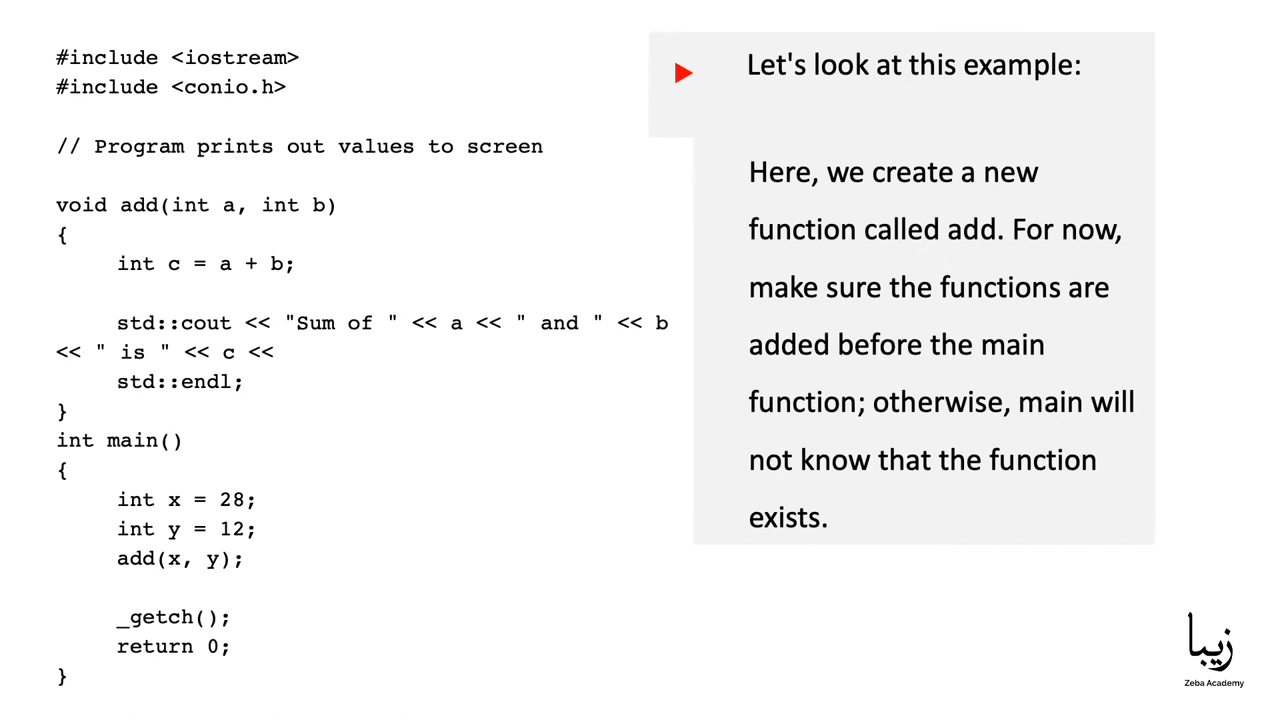 #include <iostream>
#include <conio.h>
// Program prints out values to screen
void add(int a, int b)
{
int c = a + b;
std::cout << "Sum of " << a << " and " << b
<< " is " << c <<
std::endl;
}
int main()
{
int x = 28;
int y = 12;
add(x, y);
_getch();
return 0;
}
Let's look at this example:
Here, we create a new
function called add. For now,
make sure the functions are
added before the main
function; otherwise, main will
not know that the function
exists.
زیبا
Zeba Academy